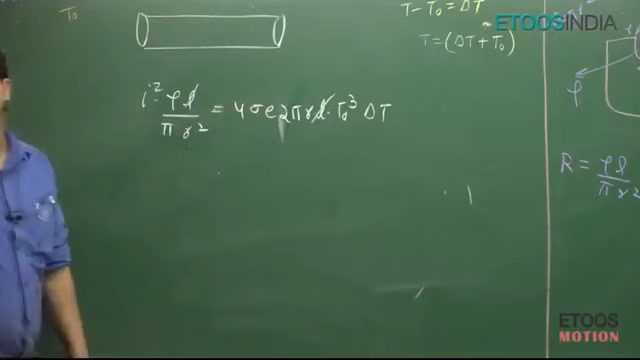 T₀
T - T₀ = ΔT
T = (ΔT + T₀)
ETOOSINDIA
i² ρl / πr² = 4σe2πrl·T₀³ ΔT
ρ
R = ρl / πr²
ETOOS
MOTION